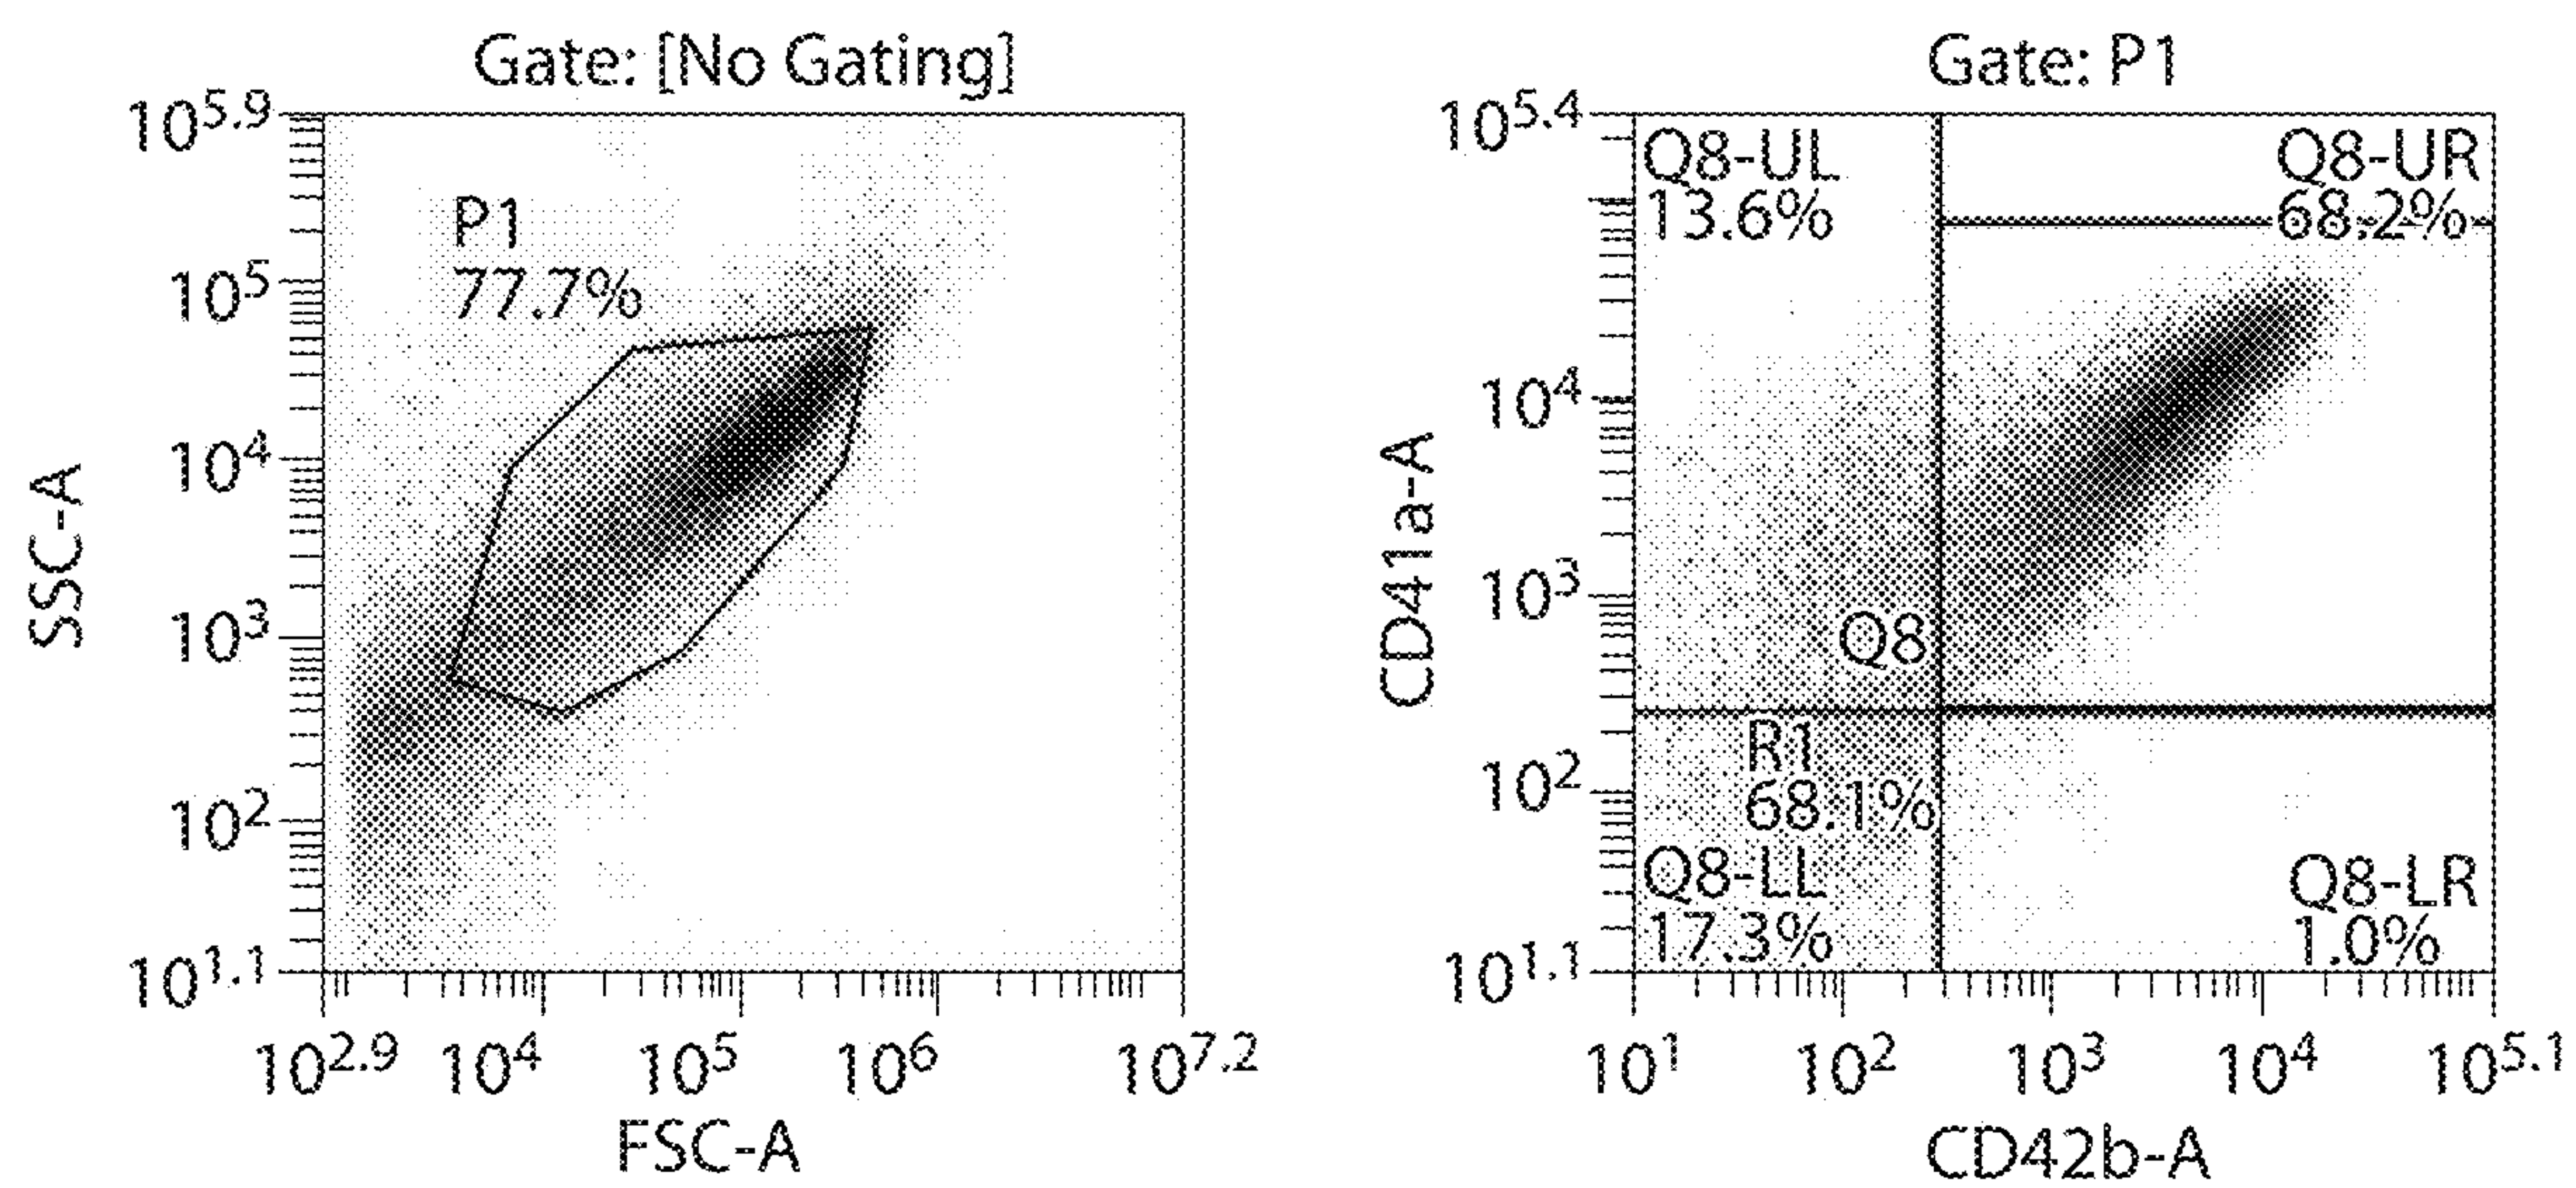 Gate: [No Gating]
10^5.9
10^5
10^4
10^3
10^2
10^1.1
SSC-A
P1
77.7%
10^2.9 10^4 10^5 10^6 10^7.2
FSC-A
Gate: P1
10^5.4
10^4
10^3
10^2
10^1.1
CD41a-A
Q8-UL
13.6%
Q8-UR
68.2%
Q8
R1
68.1%
Q8-LL
17.3%
Q8-LR
1.0%
10^1 10^2 10^3 10^4 10^5.1
CD42b-A